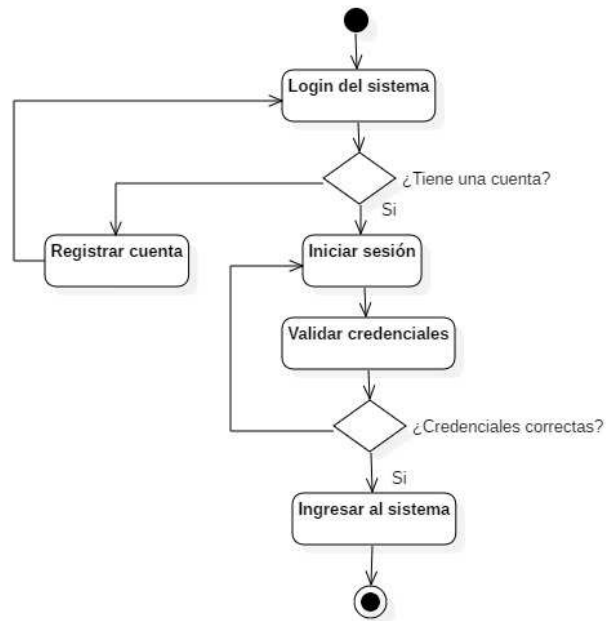 Login del sistema
¿Tiene una cuenta?
Si
Registrar cuenta
Iniciar sesión
Validar credenciales
¿Credenciales correctas?
Si
Ingresar al sistema